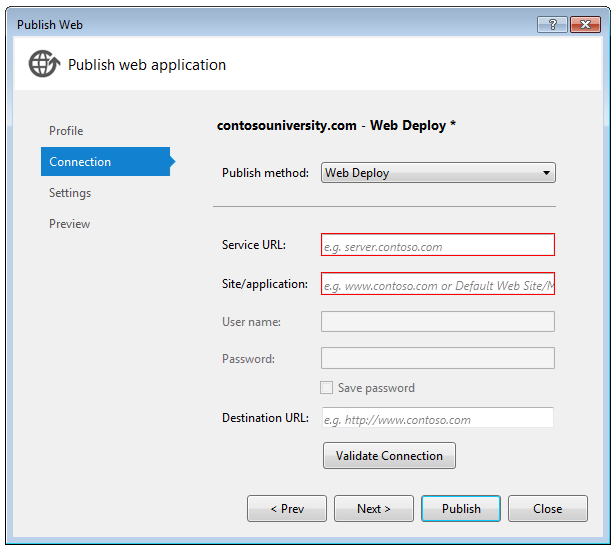 Publish Web
?
Publish web application
Profile
Connection
Settings
Preview
contosouniversity.com - Web Deploy *
Publish method: Web Deploy
Service URL: e.g. server.contoso.com
Site/application: e.g. www.contoso.com or Default Web Site/M
User name:
Password:
Save password
Destination URL: e.g. http://www.contoso.com
Validate Connection
< Prev Next > Publish Close